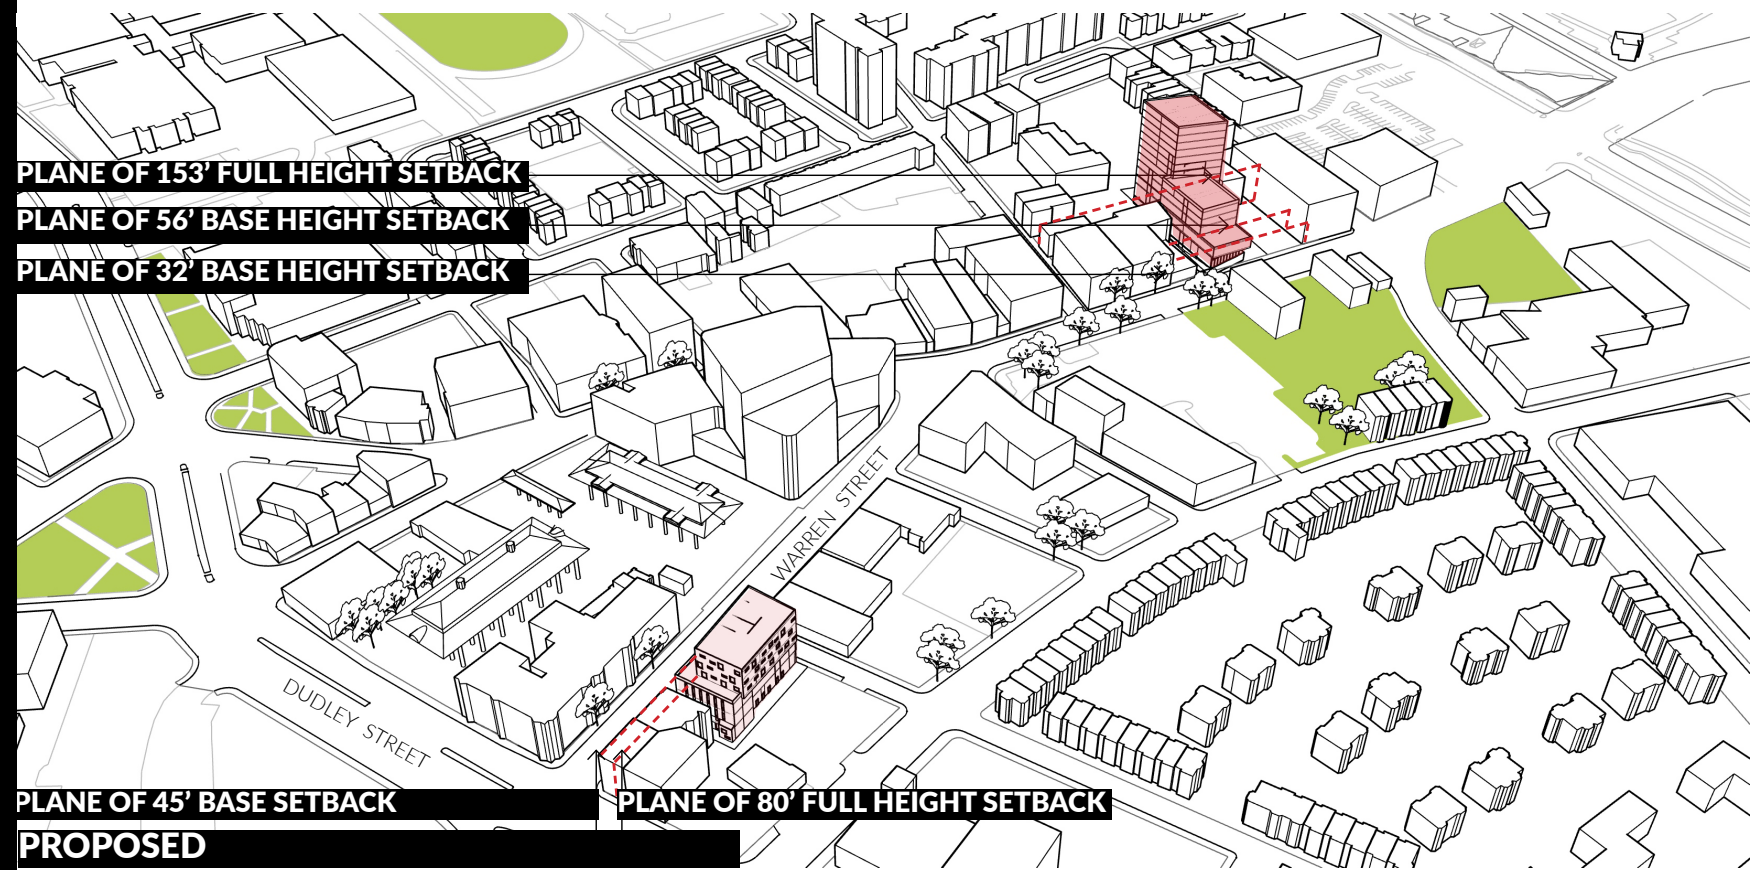 PLANE OF 153’ FULL HEIGHT SETBACK
PLANE OF 56’ BASE HEIGHT SETBACK
PLANE OF 32’ BASE HEIGHT SETBACK
WARREN STREET
DUDLEY STREET
PLANE OF 45’ BASE SETBACK
PLANE OF 80’ FULL HEIGHT SETBACK
PROPOSED